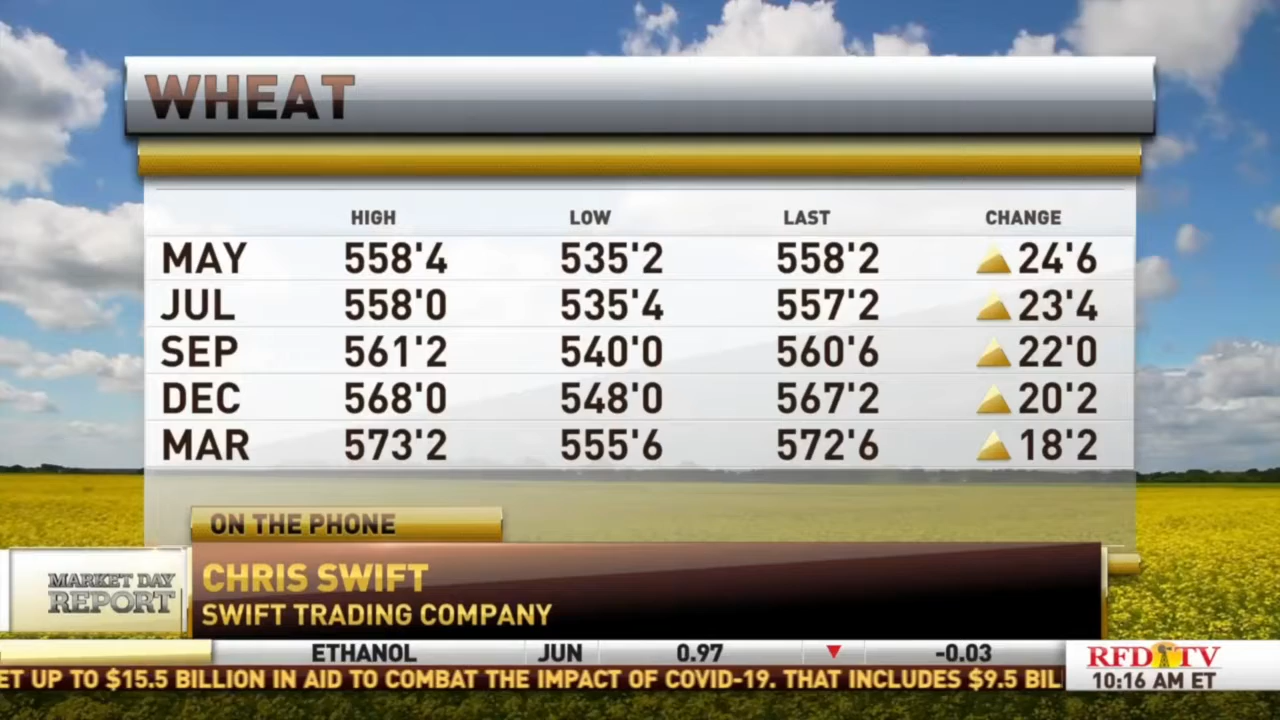 WHEAT
HIGH LOW LAST CHANGE
MAY 558'4 535'2 558'2 24'6
JUL 558'0 535'4 557'2 23'4
SEP 561'2 540'0 560'6 22'0
DEC 568'0 548'0 567'2 20'2
MAR 573'2 555'6 572'6 18'2
ON THE PHONE
MARKET DAY
REPORT
CHRIS SWIFT
SWIFT TRADING COMPANY
ETHANOL JUN 0.97 -0.03
RFD TV
ET UP TO $15.5 BILLION IN AID TO COMBAT THE IMPACT OF COVID-19. THAT INCLUDES $9.5 BIL
10:16 AM ET